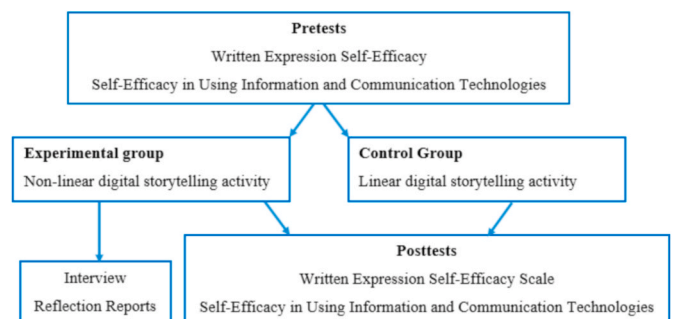 Pretests
Written Expression Self-Efficacy
Self-Efficacy in Using Information and Communication Technologies
Experimental group
Non-linear digital storytelling activity
Control Group
Linear digital storytelling activity
Interview
Reflection Reports
Posttests
Written Expression Self-Efficacy Scale
Self-Efficacy in Using Information and Communication Technologies